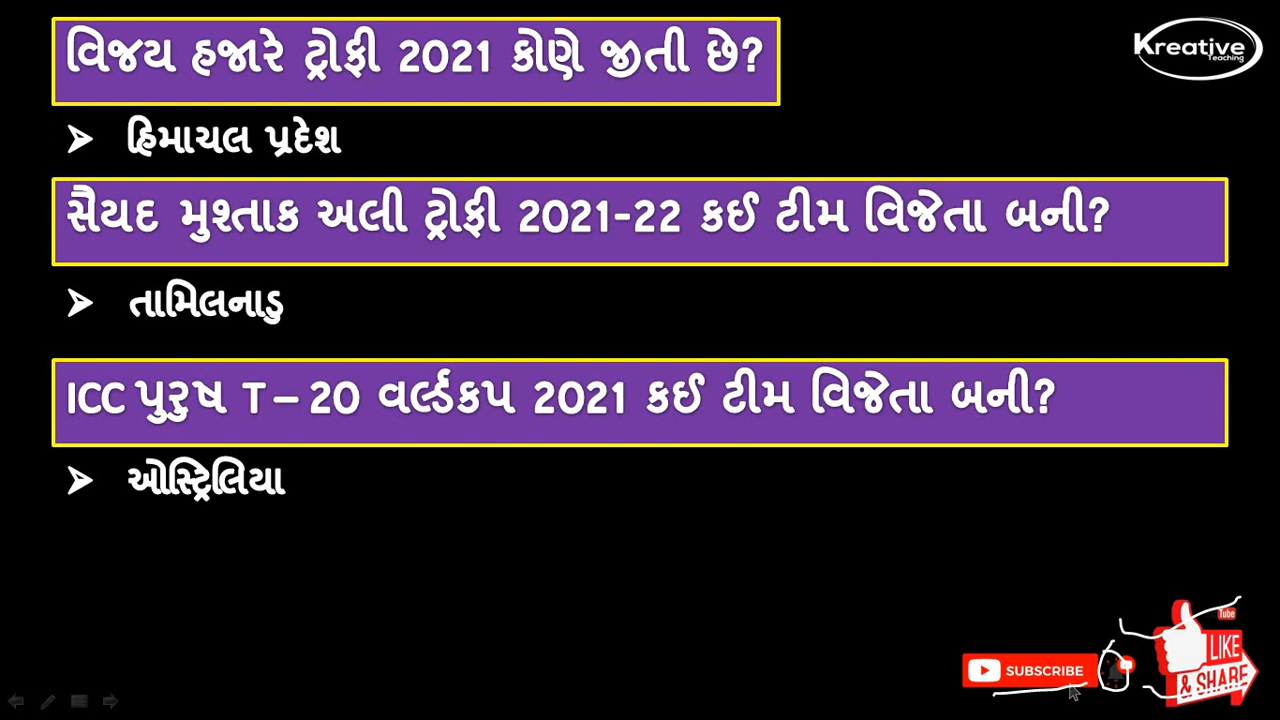 વિજય હજારે ટ્રોફી 2021 કોણે જીતી છે?
Kreative
Teaching
➤ હિમાચલ પ્રદેશ
સૈયદ મુશ્તાક અલી ટ્રોફી 2021-22 કઈ ટીમ વિજેતા બની?
➤ તામિલનાડુ
ICC પુરુષ T – 20 વર્લ્ડકપ 2021 કઈ ટીમ વિજેતા બની?
➤ ઓસ્ટ્રિલિયા
Tube
SUBSCRIBE
LIKE
& SHARE